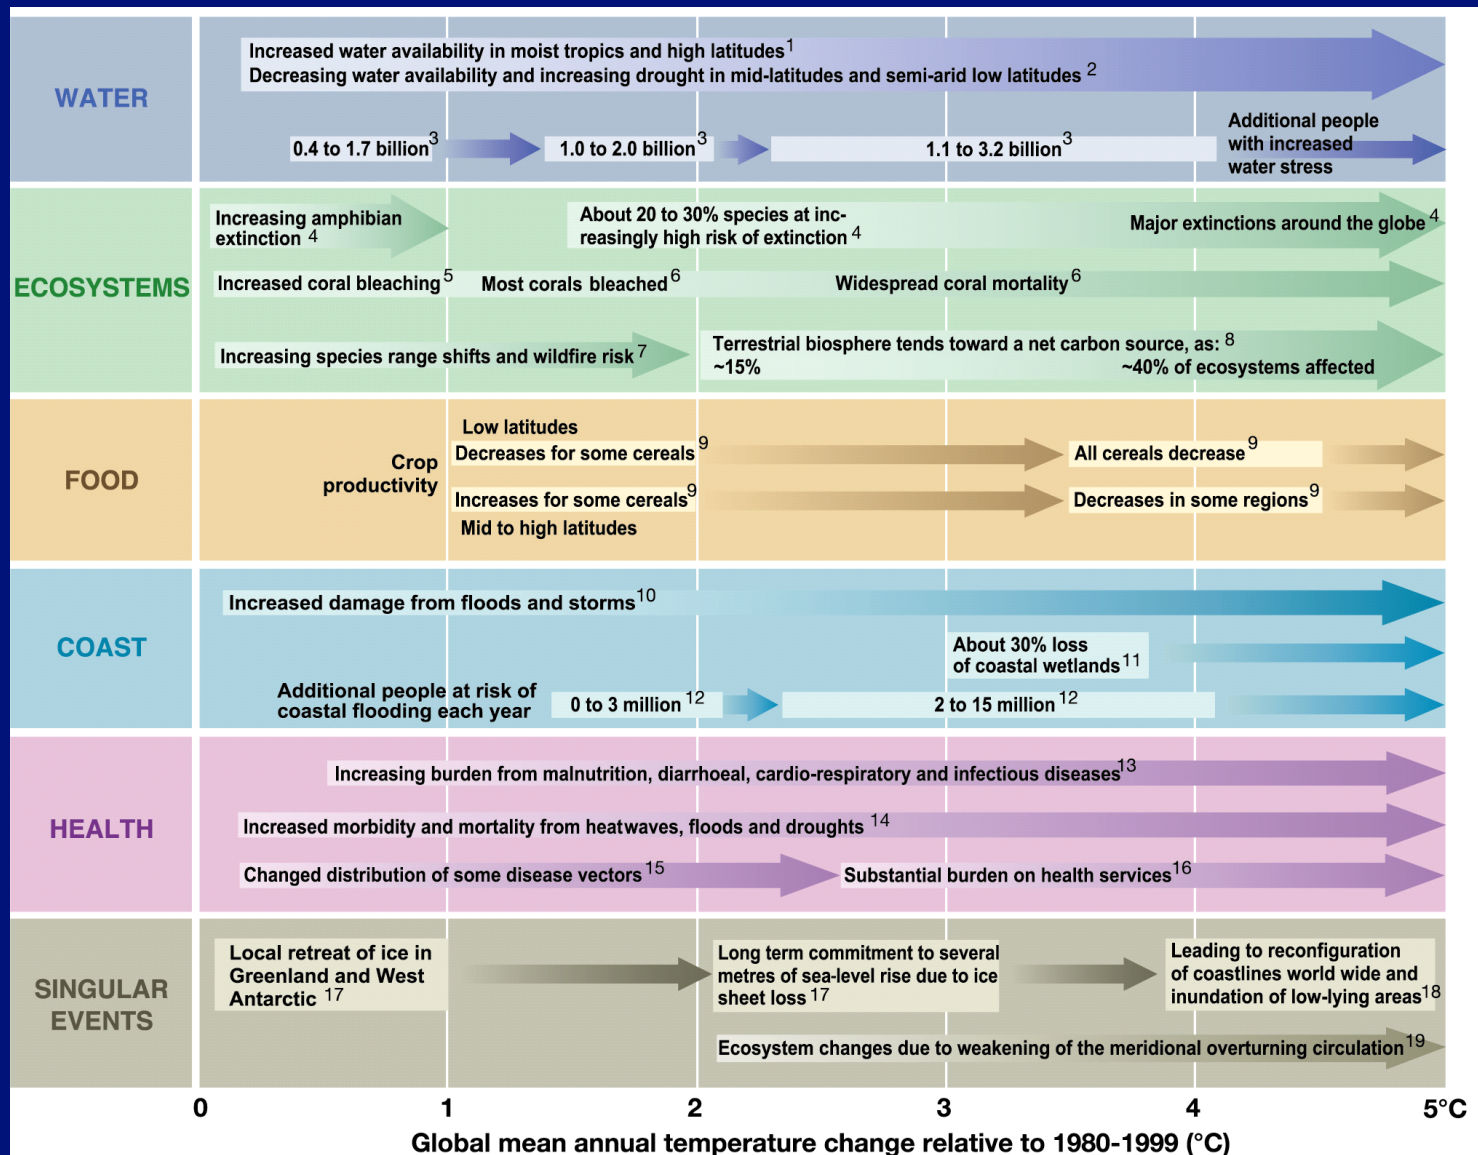 WATER
Increased water availability in moist tropics and high latitudes1
Decreasing water availability and increasing drought in mid-latitudes and semi-arid low latitudes 2
0.4 to 1.7 billion3
1.0 to 2.0 billion3
1.1 to 3.2 billion3
Additional people
with increased
water stress
ECOSYSTEMS
Increasing amphibian
extinction 4
About 20 to 30% species at inc-
reasingly high risk of extinction 4
Major extinctions around the globe 4
Increased coral bleaching5
Most corals bleached6
Widespread coral mortality6
Increasing species range shifts and wildfire risk7
Terrestrial biosphere tends toward a net carbon source, as: 8
~15%
~40% of ecosystems affected
FOOD
Crop
productivity
Low latitudes
Decreases for some cereals9
All cereals decrease9
Increases for some cereals9
Decreases in some regions9
Mid to high latitudes
COAST
Increased damage from floods and storms10
About 30% loss
of coastal wetlands11
Additional people at risk of
coastal flooding each year
0 to 3 million12
2 to 15 million12
HEALTH
Increasing burden from malnutrition, diarrhoeal, cardio-respiratory and infectious diseases13
Increased morbidity and mortality from heatwaves, floods and droughts 14
Changed distribution of some disease vectors15
Substantial burden on health services16
SINGULAR
EVENTS
Local retreat of ice in
Greenland and West
Antarctic 17
Long term commitment to several
metres of sea-level rise due to ice
sheet loss17
Leading to reconfiguration
of coastlines world wide and
inundation of low-lying areas18
Ecosystem changes due to weakening of the meridional overturning circulation19
0 1 2 3 4 5°C
Global mean annual temperature change relative to 1980-1999 (°C)